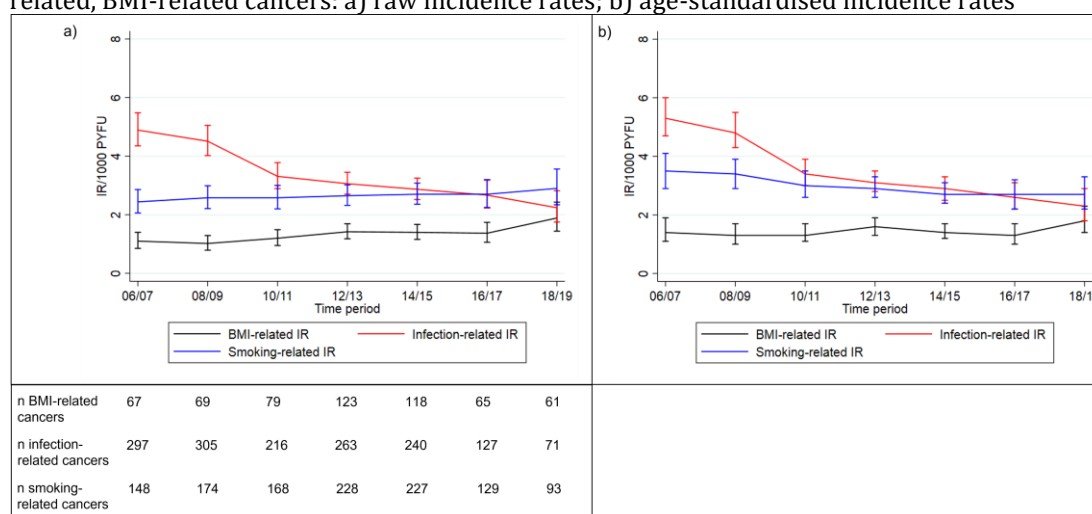 related, BMI-related cancers: a) raw incidence rates; b) age-standardised incidence rates
a)
8
6
4
2
0
IR/1000 PYFU
06/07 08/09 10/11 12/13 14/15 16/17 18/19
Time period
BMI-related IR Infection-related IR
Smoking-related IR
b)
8
6
4
2
0
IR/1000 PYFU
06/07 08/09 10/11 12/13 14/15 16/17 18/1
Time period
BMI-related IR Infection-related IR
Smoking-related IR
n BMI-related 67 69 79 123 118 65 61
cancers
n infection- 297 305 216 263 240 127 71
related cancers
n smoking- 148 174 168 228 227 129 93
related cancers